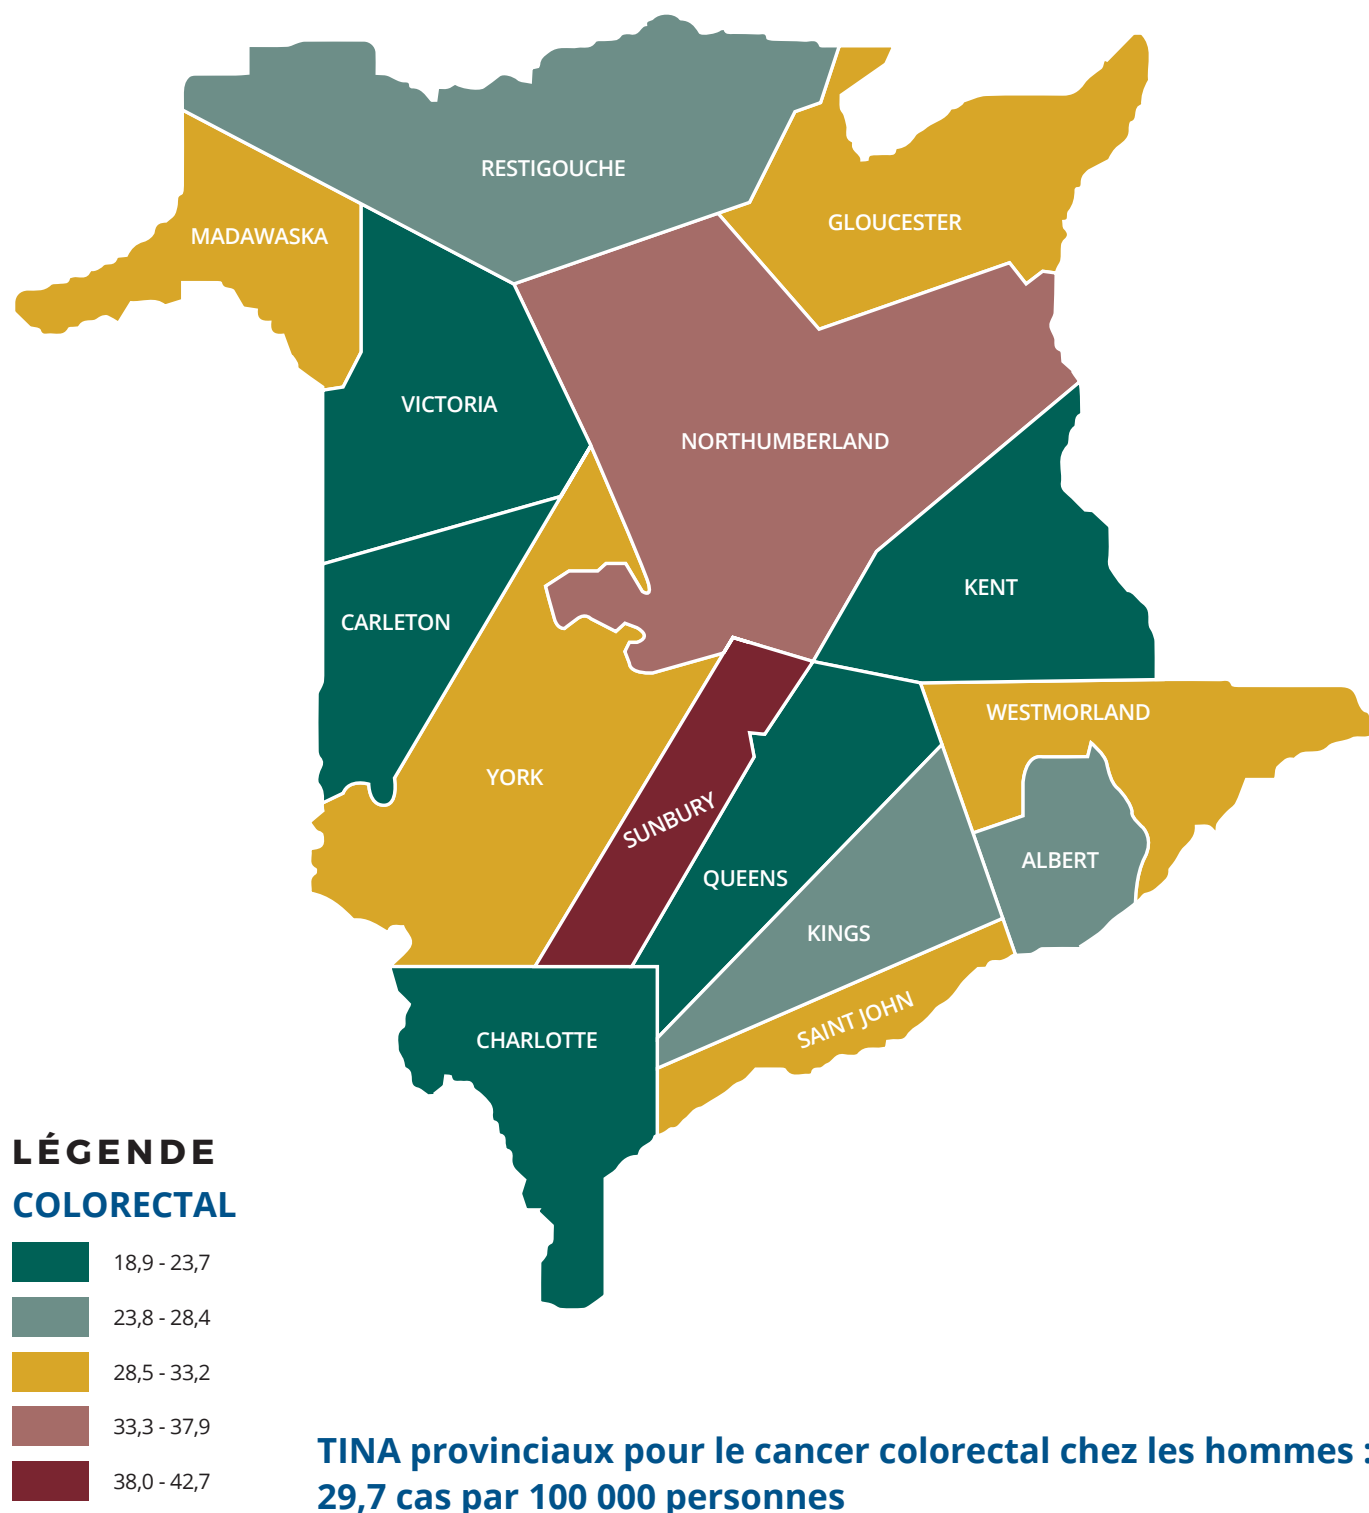 RESTIGOUCHE
GLOUCESTER
MADAWASKA
VICTORIA
NORTHUMBERLAND
KENT
CARLETON
WESTMORLAND
YORK
SUNBURY
ALBERT
QUEENS
KINGS
SAINT JOHN
CHARLOTTE
LÉGENDE
COLORECTAL
18,9 - 23,7
23,8 - 28,4
28,5 - 33,2
33,3 - 37,9
38,0 - 42,7
TINA provinciaux pour le cancer colorectal chez les hommes :
29,7 cas par 100 000 personnes